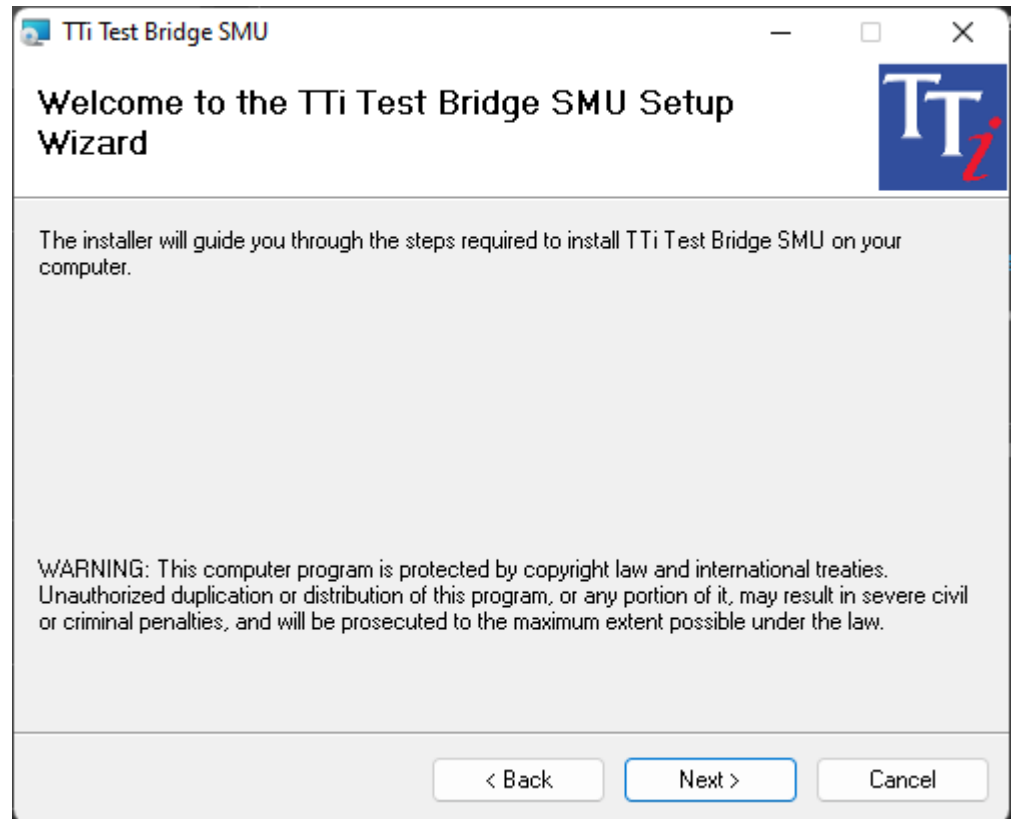 TTi Test Bridge SMU
Welcome to the TTi Test Bridge SMU Setup
Wizard
TTi
The installer will guide you through the steps required to install TTi Test Bridge SMU on your
computer.
WARNING: This computer program is protected by copyright law and international treaties.
Unauthorized duplication or distribution of this program, or any portion of it, may result in severe civil
or criminal penalties, and will be prosecuted to the maximum extent possible under the law.
< Back
Next >
Cancel